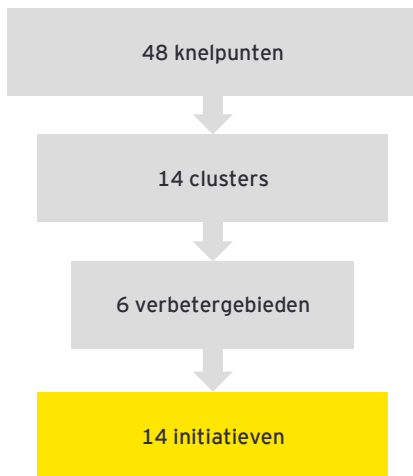 48 knelpunten
14 clusters
6 verbetergebieden
14 initiatieven